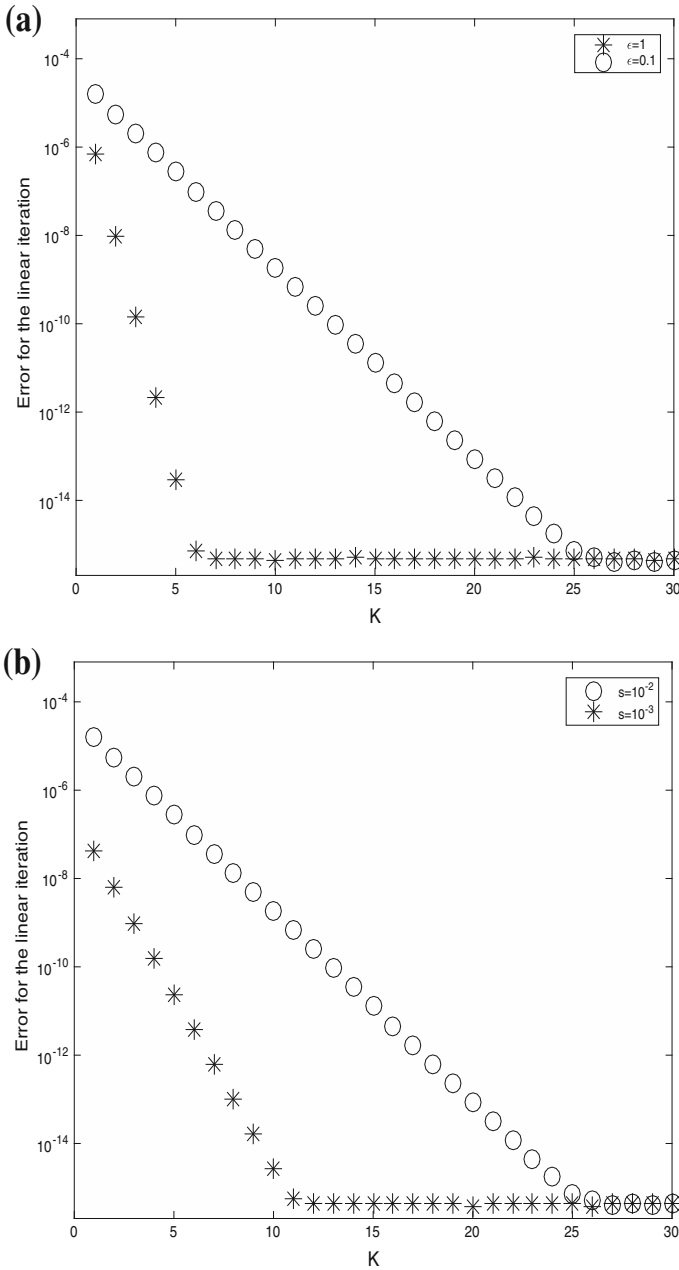 (a)
10^-4
10^-6
10^-8
10^-10
10^-12
10^-14
Error for the linear iteration
ϵ=1
ϵ=0.1
0 5 10 15 20 25 30
K
(b)
10^-4
10^-6
10^-8
10^-10
10^-12
10^-14
Error for the linear iteration
s=10^-2
s=10^-3
0 5 10 15 20 25 30
K